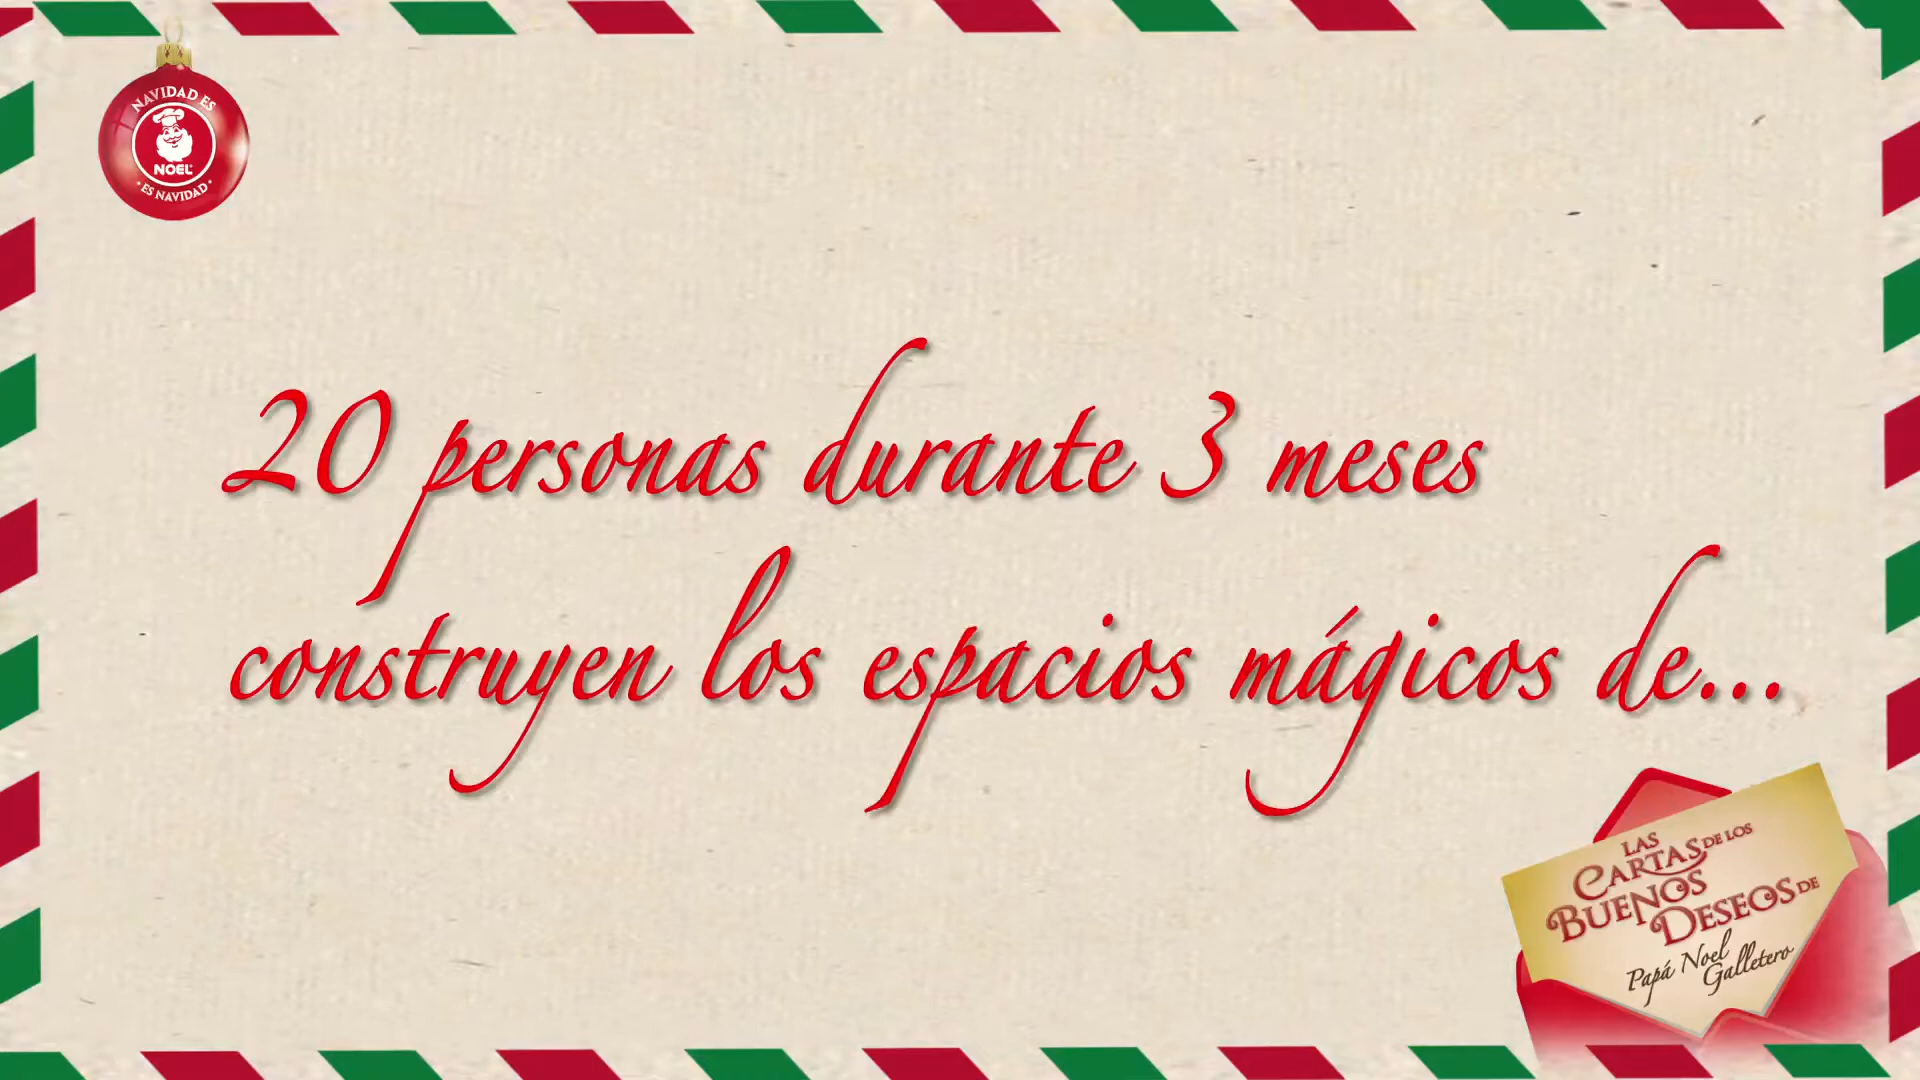 NAVIDAD ES
NOEL
• ES NAVIDAD •
20 personas durante 3 meses
construyen los espacios mágicos de...
LAS
CARTAS DE LOS
BUENOS
DESEOS DE
Papá Noel
Galletero